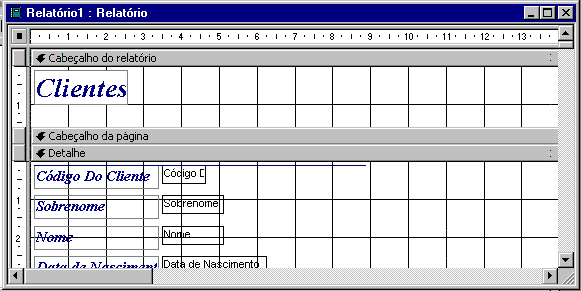 Relatório1 : Relatório
1 2 3 4 5 6 7 8 9 10 11 12 13
Cabeçalho do relatório
Clientes
1
Cabeçalho da página
Detalhe
Código Do Cliente Código D
1
Sobrenome Sobrenome
Nome Nome
2
Data de Nasciment Data de Nascimento